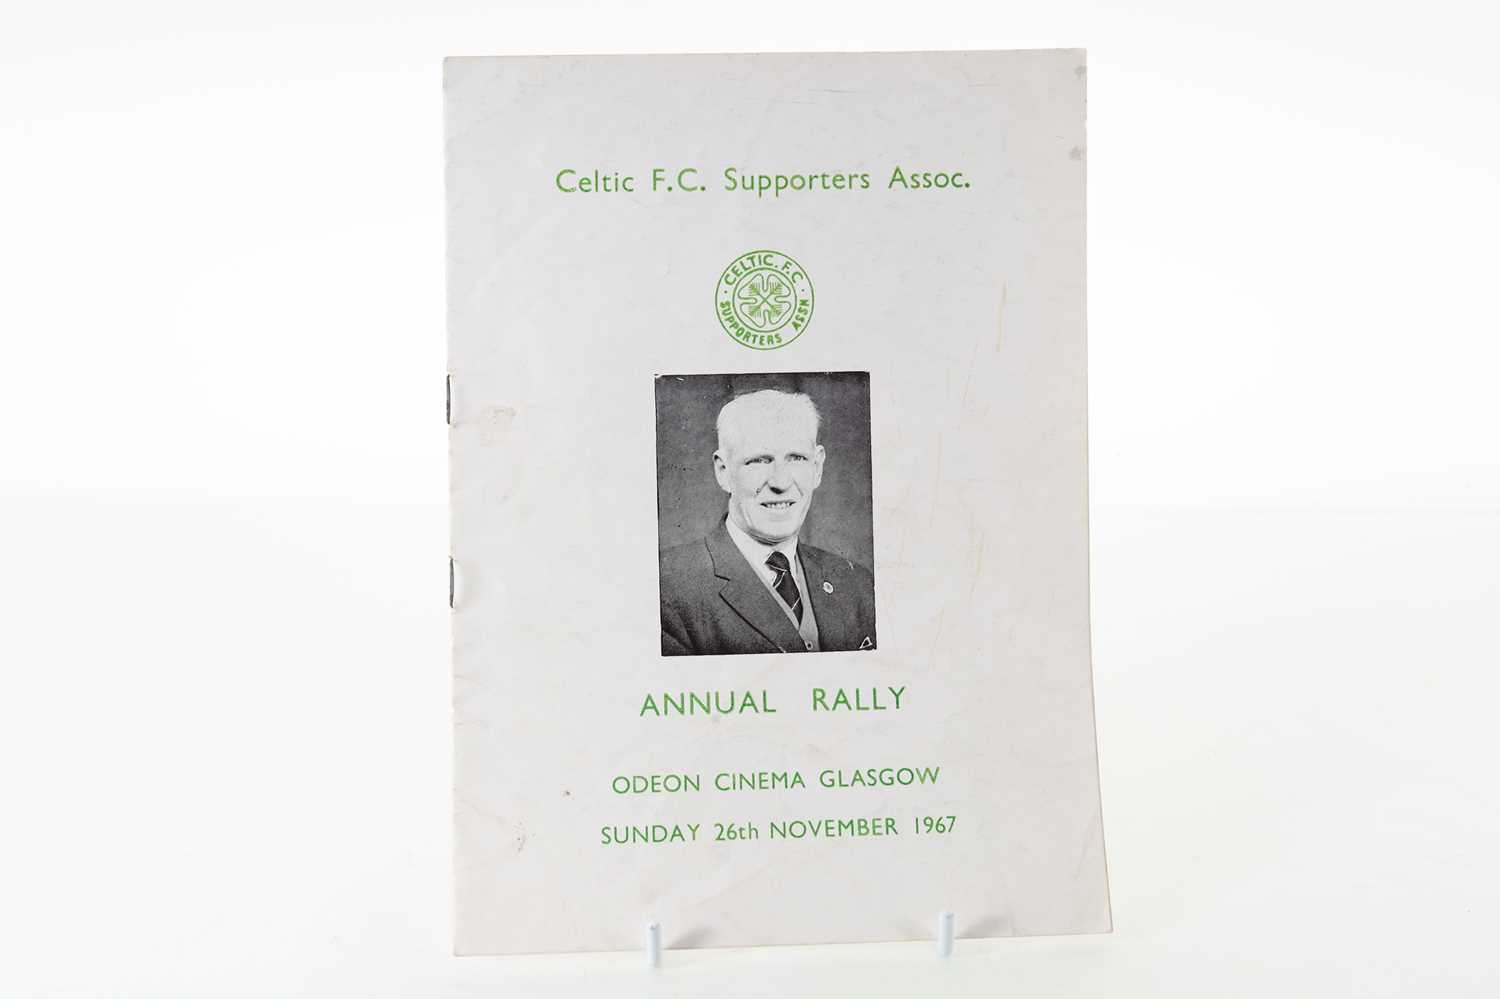 Celtic F.C. Supporters Assoc.
· CELTIC. F.C ·
SUPPORTERS ASSN
ANNUAL RALLY
ODEON CINEMA GLASGOW
SUNDAY 26th NOVEMBER 1967